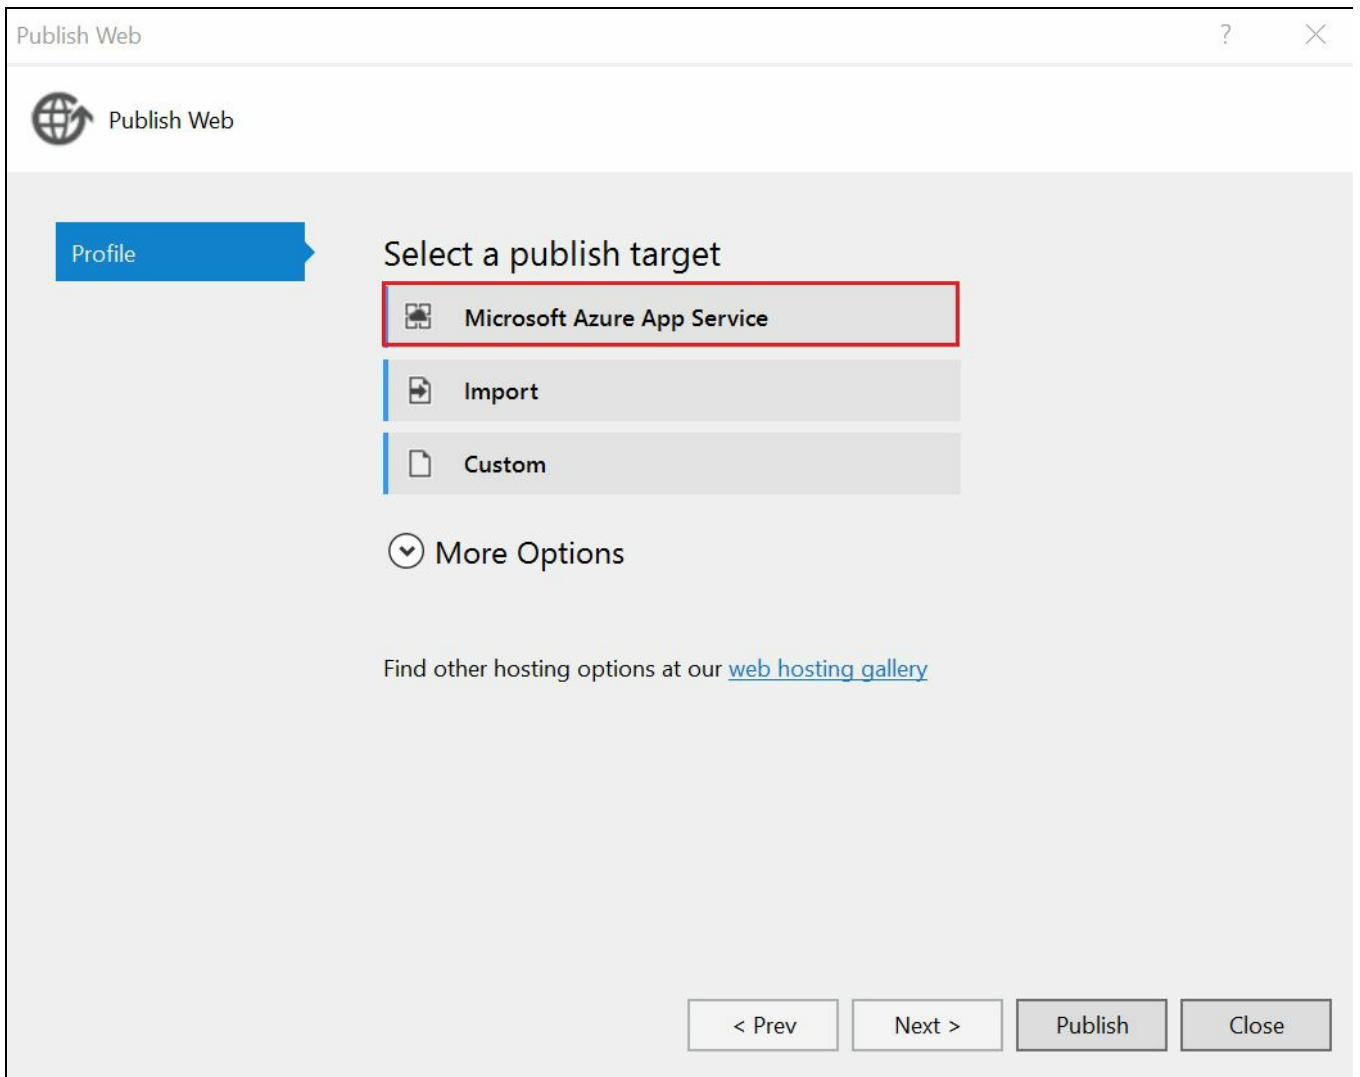 Publish Web
?
Publish Web
Profile
Select a publish target
Microsoft Azure App Service
Import
Custom
More Options
Find other hosting options at our web hosting gallery
< Prev
Next >
Publish
Close